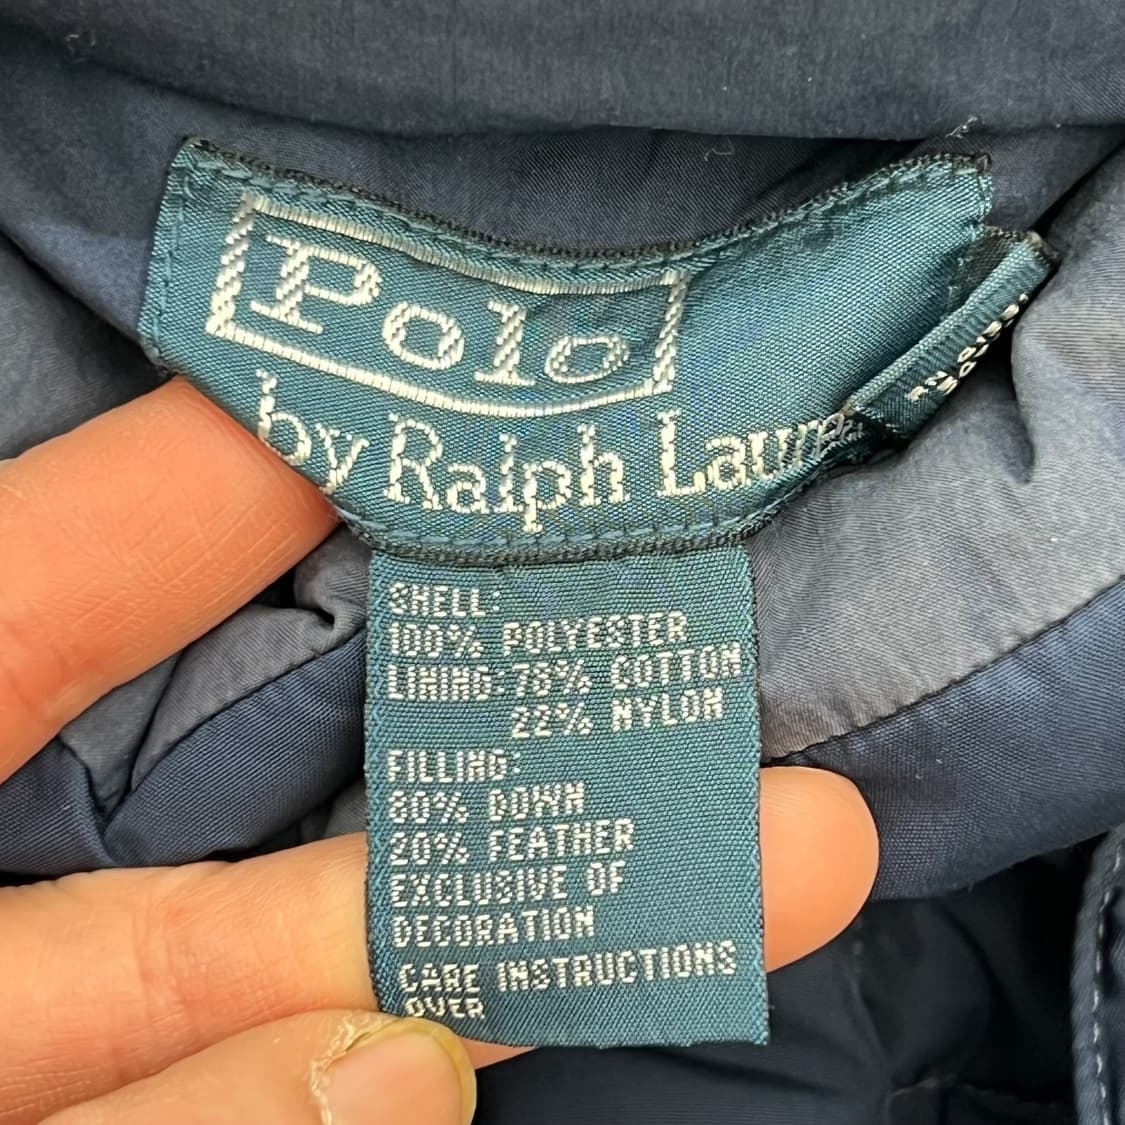 Polo
by Ralph Lauren
SHELL:
100% POLYESTER
LINING: 78% COTTON
22% NYLON
FILLING:
80% DOWN
20% FEATHER
EXCLUSIVE OF
DECORATION
CARE INSTRUCTIONS
OVER